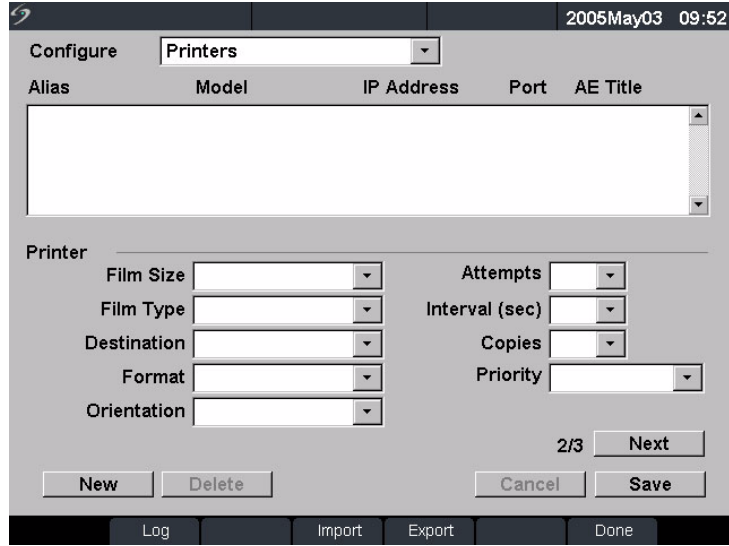 2005May03 09:52
Configure Printers
Alias Model IP Address Port AE Title
Printer
Film Size Attempts
Film Type Interval (sec)
Destination Copies
Format Priority
Orientation
2/3 Next
New Delete Cancel Save
Log Import Export Done